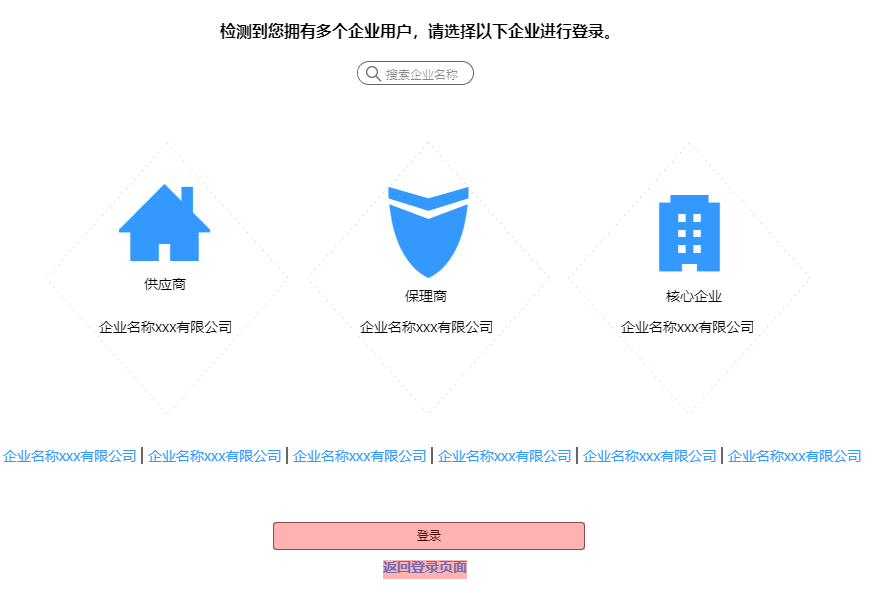 检测到您拥有多个企业用户，请选择以下企业进行登录。
搜索企业名称
供应商
企业名称xxx有限公司
保理商
企业名称xxx有限公司
核心企业
企业名称xxx有限公司
企业名称xxx有限公司 | 企业名称xxx有限公司 | 企业名称xxx有限公司 | 企业名称xxx有限公司 | 企业名称xxx有限公司 | 企业名称xxx有限公司
登录
返回登录页面